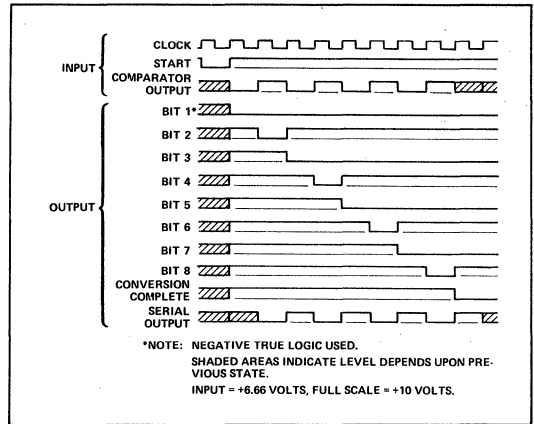 CLOCK
INPUT
START
COMPARATOR
OUTPUT
BIT 1*
BIT 2
BIT 3
BIT 4
OUTPUT
BIT 5
BIT 6
BIT 7
BIT 8
CONVERSION
COMPLETE
SERIAL
OUTPUT
*NOTE: NEGATIVE TRUE LOGIC USED.
SHADED AREAS INDICATE LEVEL DEPENDS UPON PRE-
VIOUS STATE.
INPUT = +6.66 VOLTS, FULL SCALE = +10 VOLTS.